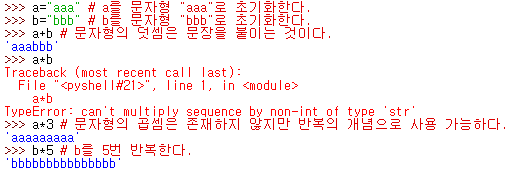 >>> a="aaa" # a를 문자형 "aaa"로 초기화한다.
>>> b="bbb" # b를 문자형 "bbb"로 초기화한다.
>>> a+b # 문자형의 덧셈은 문장을 붙이는 것이다.
'aaabbb'
>>> a*b
Traceback (most recent call last):
  File "<pyshell#21>", line 1, in <module>
    a*b
TypeError: can't multiply sequence by non-int of type 'str'
>>> a*3 # 문자형의 곱셈은 존재하지 않지만 반복의 개념으로 사용 가능하다.
'aaaaaaaaa'
>>> b*5 # b를 5번 반복한다.
'bbbbbbbbbbbbbbb'